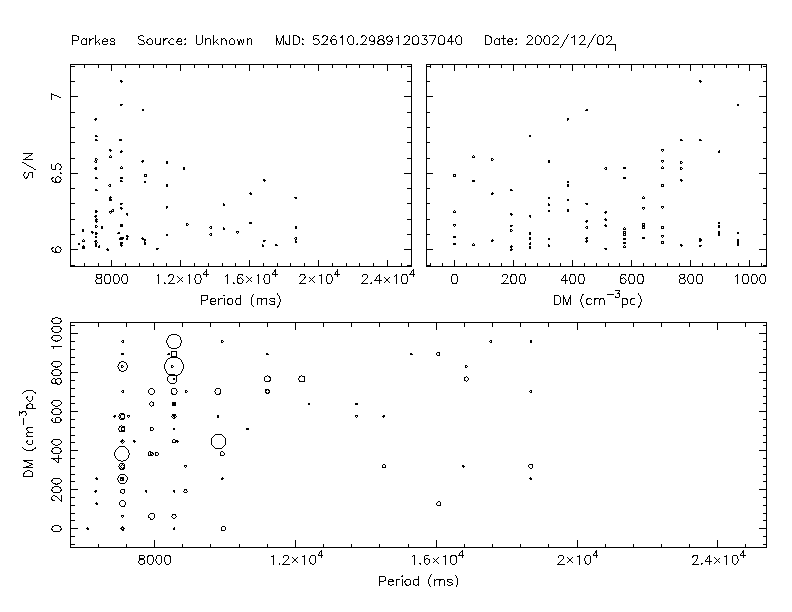 Parkes Source: Unknown MJD: 52610.298912037040 Date: 2002/12/02
7
6.5
6
S/N
8000 1.2×10⁴ 1.6×10⁴ 2×10⁴ 2.4×10⁴
Period (ms)
0 200 400 600 800 1000
DM (cm⁻³pc)
1000
800
600
400
200
0
DM (cm⁻³pc)
8000 1.2×10⁴ 1.6×10⁴ 2×10⁴ 2.4×10⁴
Period (ms)